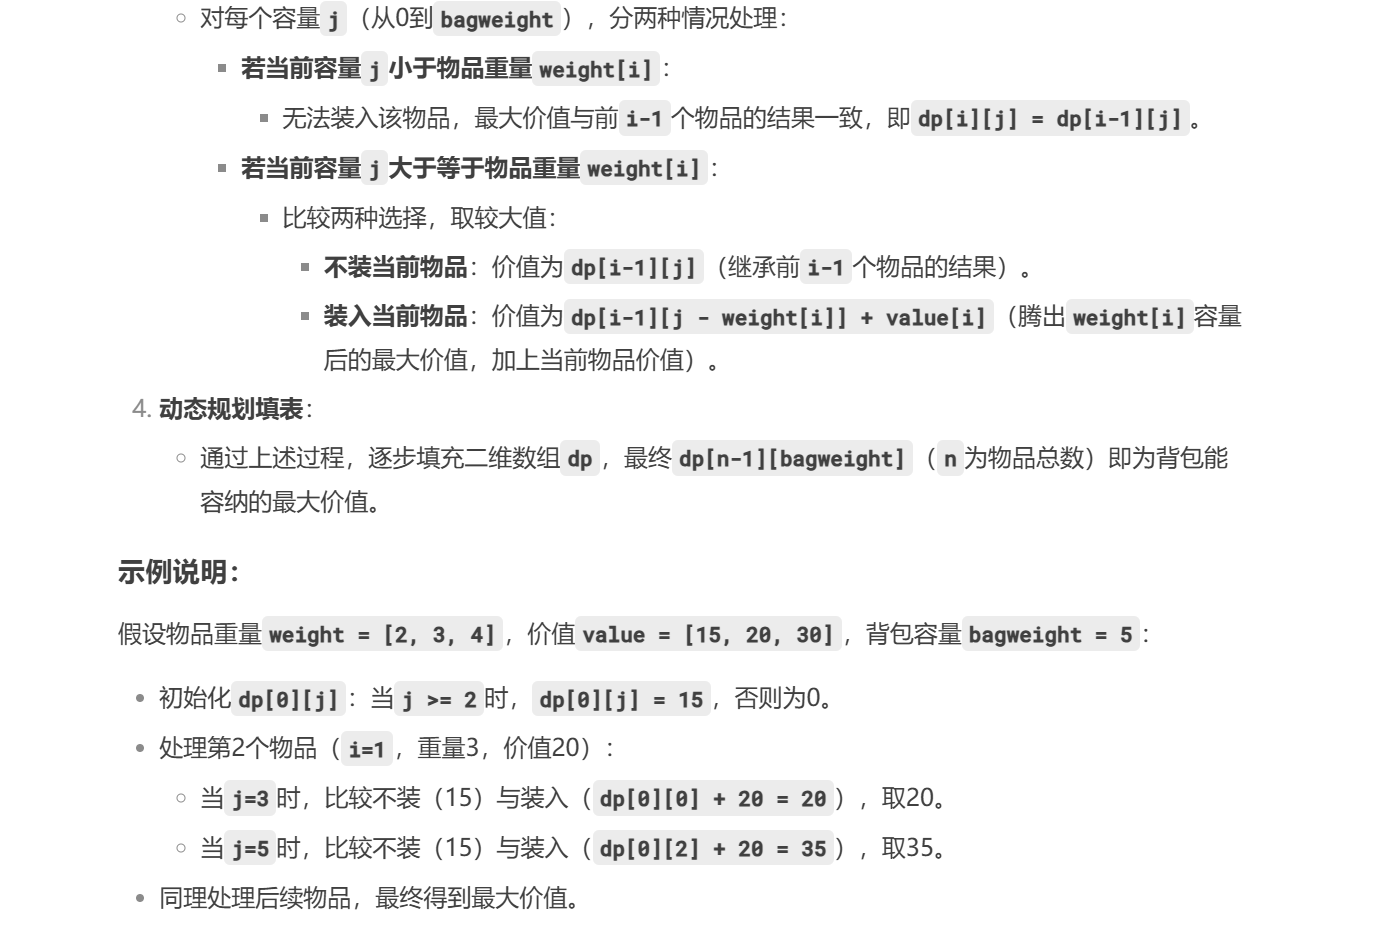 对每个容量 j（从0到 bagweight），分两种情况处理：
若当前容量 j 小于物品重量 weight[i]：
无法装入该物品，最大价值与前 i-1 个物品的结果一致，即 dp[i][j] = dp[i-1][j]。
若当前容量 j 大于等于物品重量 weight[i]：
比较两种选择，取较大值：
不装当前物品：价值为 dp[i-1][j]（继承前 i-1 个物品的结果）。
装入当前物品：价值为 dp[i-1][j - weight[i]] + value[i]（腾出 weight[i] 容量
后的最大价值，加上当前物品价值）。
4. 动态规划填表：
通过上述过程，逐步填充二维数组 dp，最终 dp[n-1][bagweight]（n 为物品总数）即为背包能
容纳的最大价值。
示例说明：
假设物品重量 weight = [2, 3, 4]，价值 value = [15, 20, 30]，背包容量 bagweight = 5：
初始化 dp[0][j]：当 j >= 2 时，dp[0][j] = 15，否则为0。
处理第2个物品（i=1，重量3，价值20）：
当 j=3 时，比较不装（15）与装入（dp[0][0] + 20 = 20），取20。
当 j=5 时，比较不装（15）与装入（dp[0][2] + 20 = 35），取35。
同理处理后续物品，最终得到最大价值。